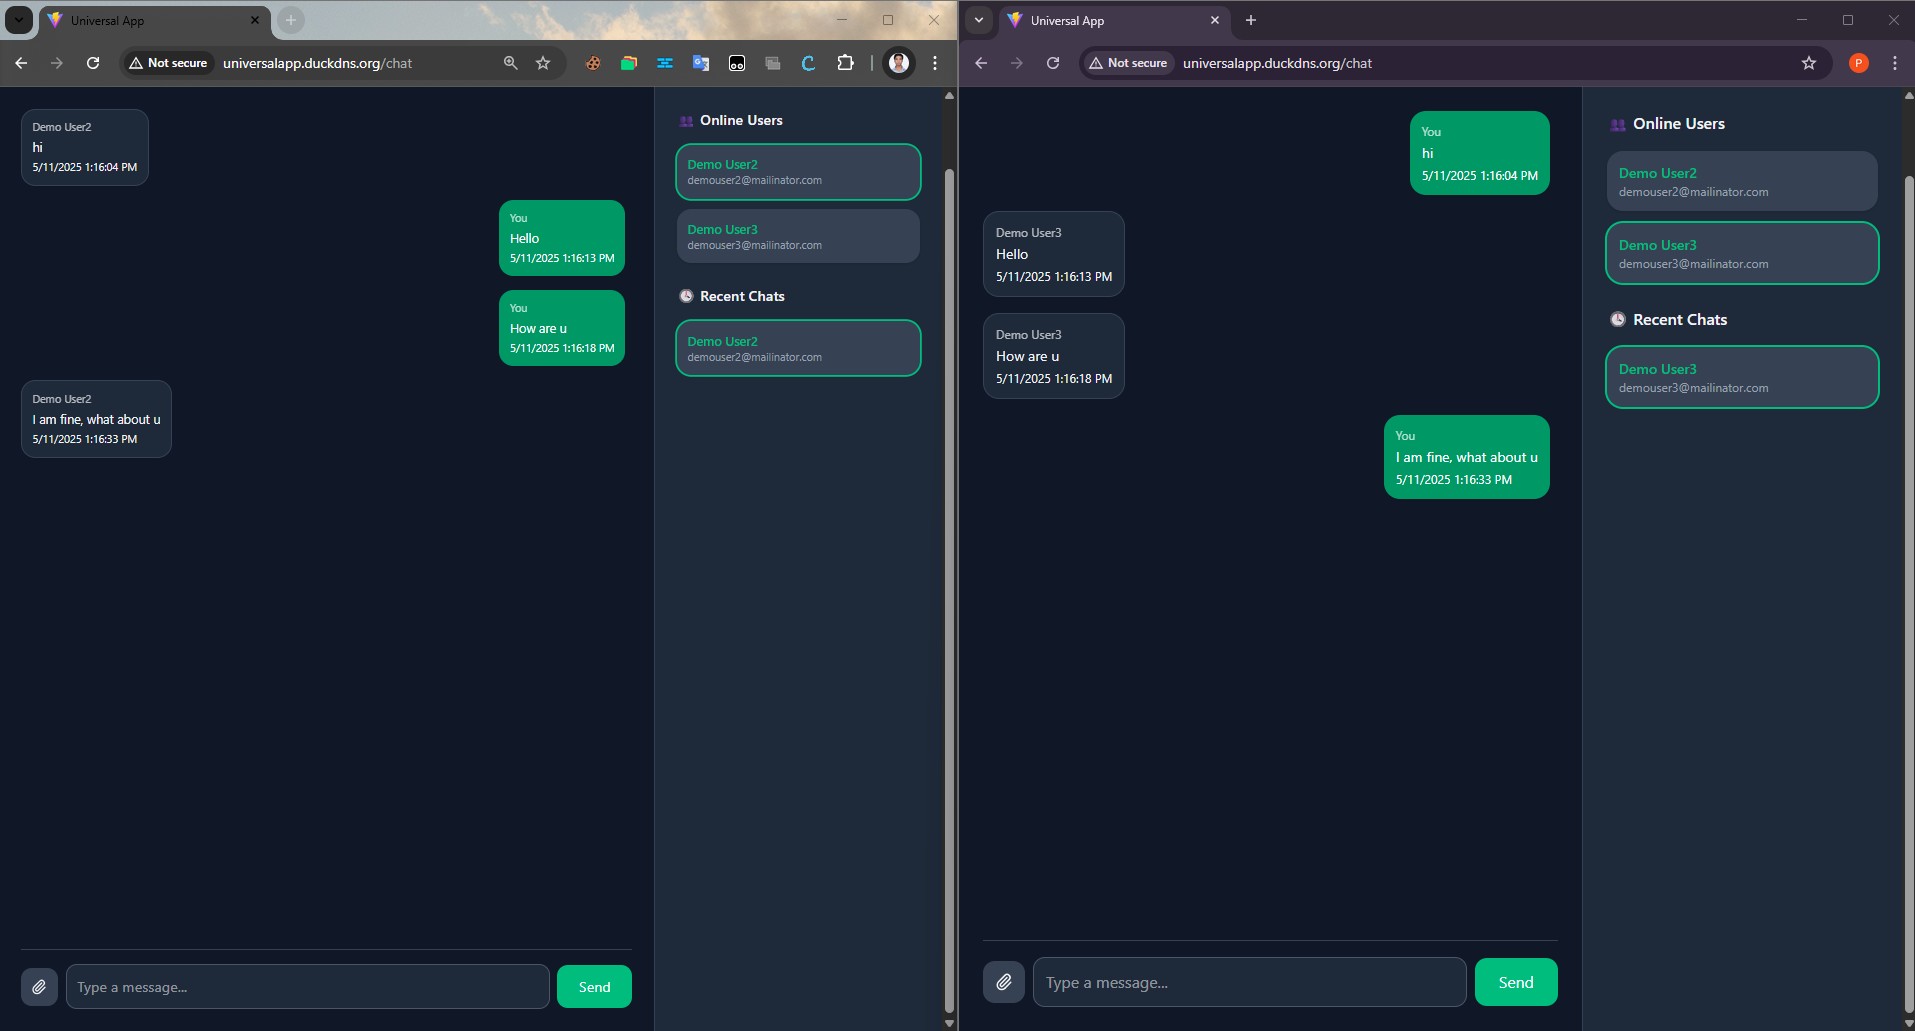 Universal App
Not secure
universalapp.duckdns.org/chat
Demo User2
hi
5/11/2025 1:16:04 PM
You
Hello
5/11/2025 1:16:13 PM
You
How are u
5/11/2025 1:16:18 PM
Demo User2
I am fine, what about u
5/11/2025 1:16:33 PM
Type a message...
Send
Online Users
Demo User2
demouser2@mailinator.com
Demo User3
demouser3@mailinator.com
Recent Chats
Demo User2
demouser2@mailinator.com
Universal App
Not secure
universalapp.duckdns.org/chat
P
You
hi
5/11/2025 1:16:04 PM
Demo User3
Hello
5/11/2025 1:16:13 PM
Demo User3
How are u
5/11/2025 1:16:18 PM
You
I am fine, what about u
5/11/2025 1:16:33 PM
Type a message...
Send
Online Users
Demo User2
demouser2@mailinator.com
Demo User3
demouser3@mailinator.com
Recent Chats
Demo User3
demouser3@mailinator.com